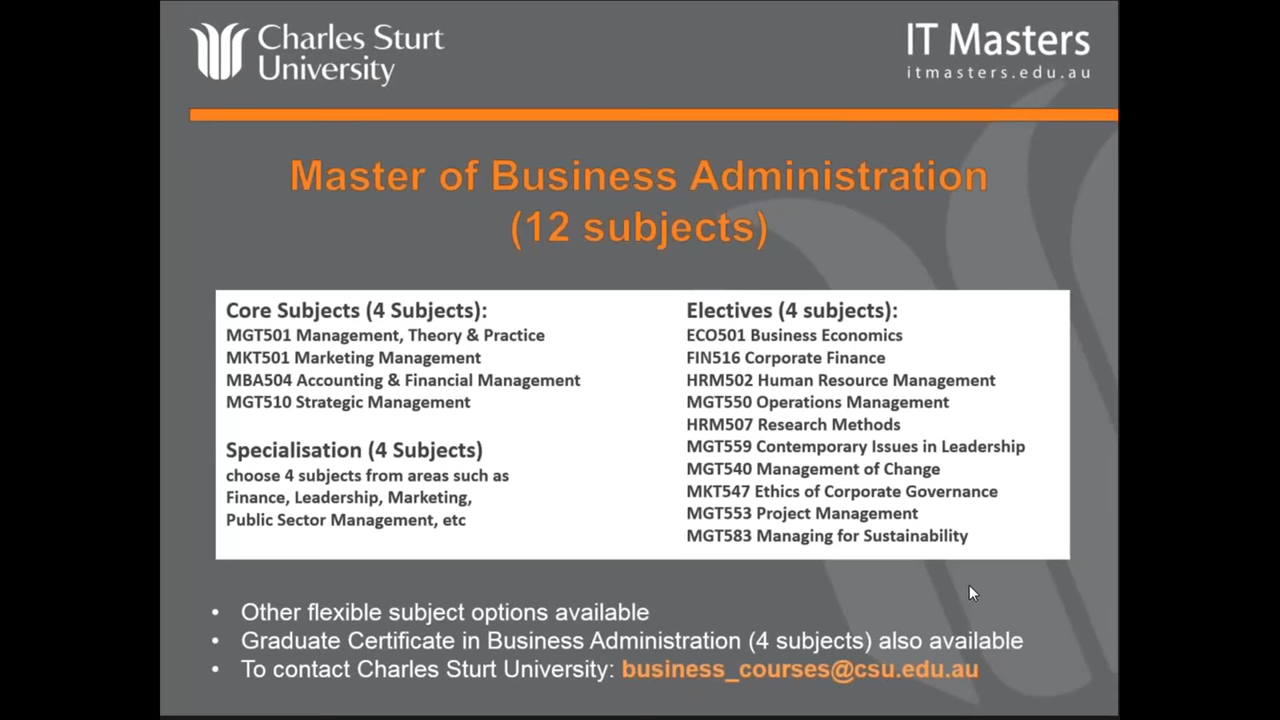 Charles Sturt
University
IT Masters
itmasters.edu.au
Master of Business Administration
(12 subjects)
Core Subjects (4 Subjects):
MGT501 Management, Theory & Practice
MKT501 Marketing Management
MBA504 Accounting & Financial Management
MGT510 Strategic Management
Specialisation (4 Subjects)
choose 4 subjects from areas such as
Finance, Leadership, Marketing,
Public Sector Management, etc
Electives (4 subjects):
ECO501 Business Economics
FIN516 Corporate Finance
HRM502 Human Resource Management
MGT550 Operations Management
HRM507 Research Methods
MGT559 Contemporary Issues in Leadership
MGT540 Management of Change
MKT547 Ethics of Corporate Governance
MGT553 Project Management
MGT583 Managing for Sustainability
• Other flexible subject options available
• Graduate Certificate in Business Administration (4 subjects) also available
• To contact Charles Sturt University: business_courses@csu.edu.au